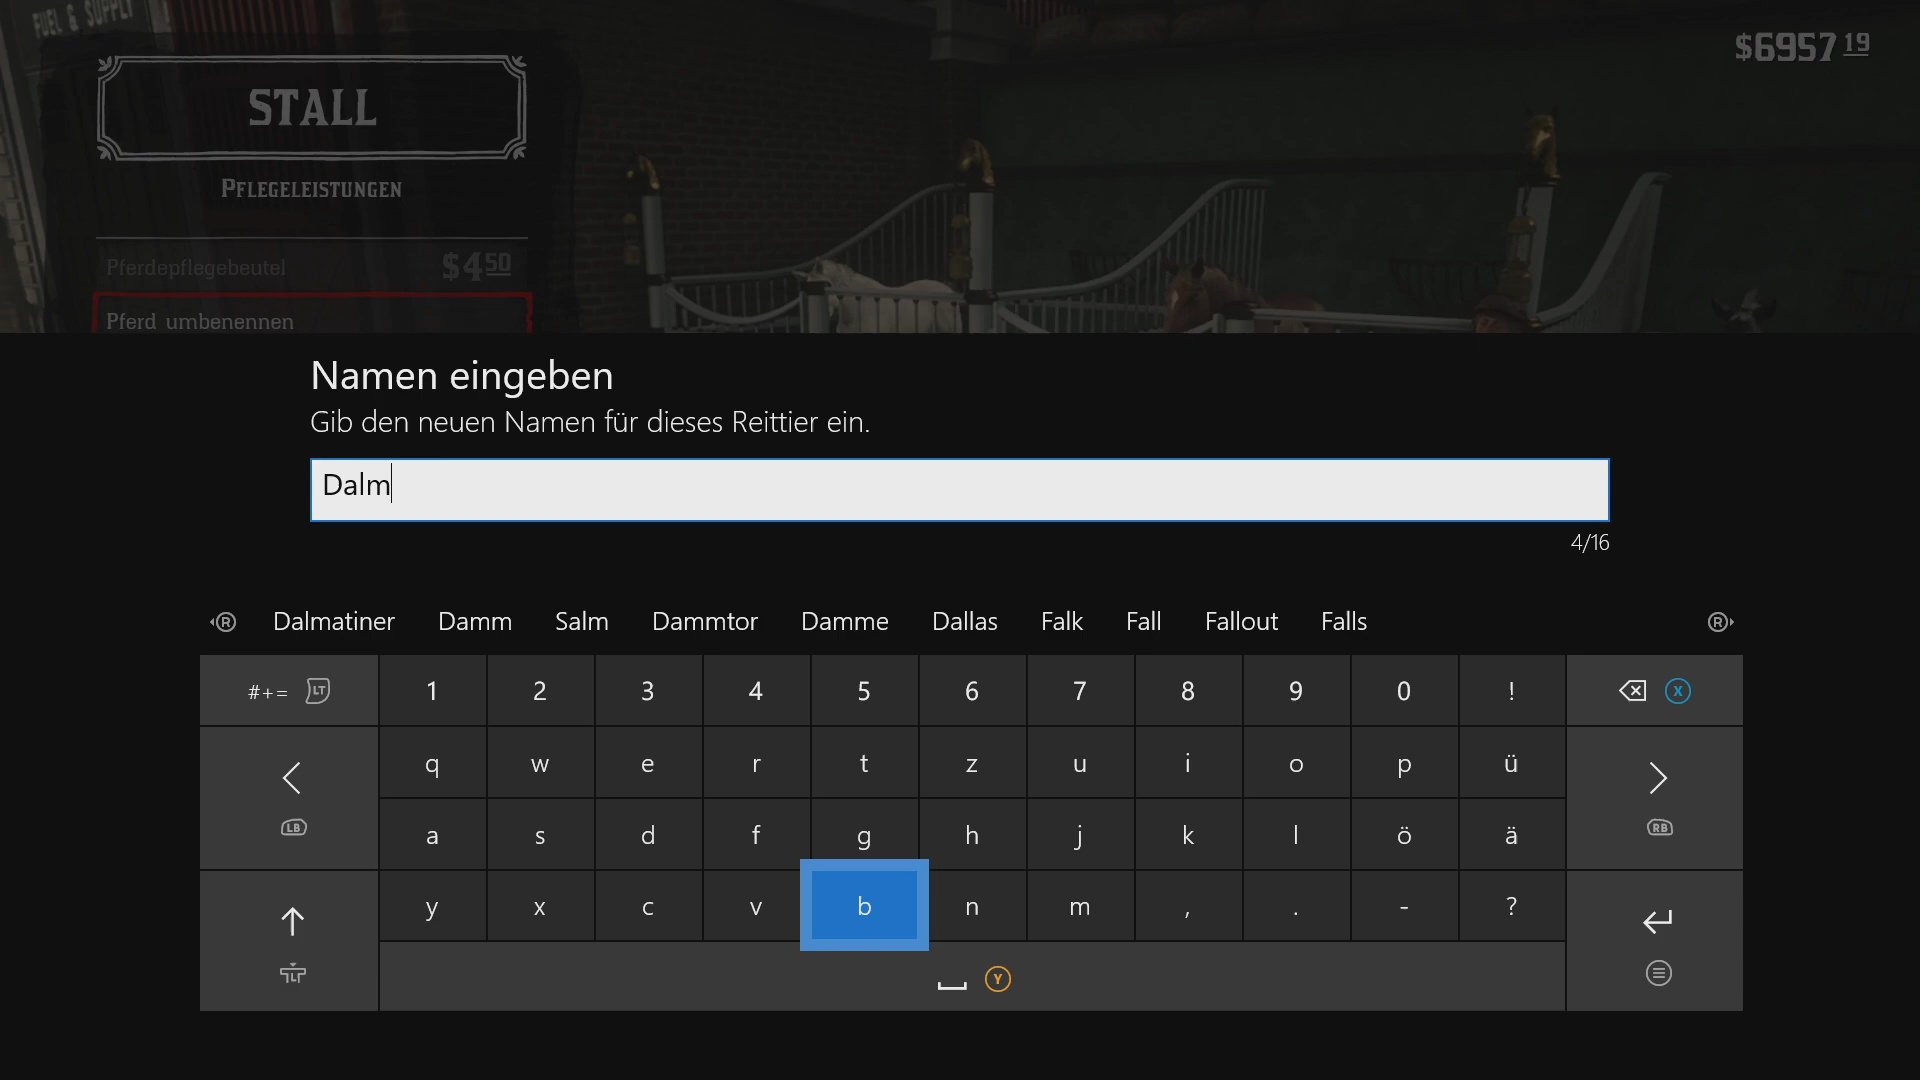 FUEL & SUPPLY
$6957 19
STALL
Pflegeleistungen
Pferdepflegebeutel $4 50
Pferd umbenennen
Namen eingeben
Gib den neuen Namen für dieses Reittier ein.
Dalm
4/16
R Dalmatiner Damm Salm Dammtor Damme Dallas Falk Fall Fallout Falls R
#+= LT 1 2 3 4 5 6 7 8 9 0 ! X
q w e r t z u i o p ü
LB a s d f g h j k l ö ä RB
y x c v b n m , . - ?
LT Y